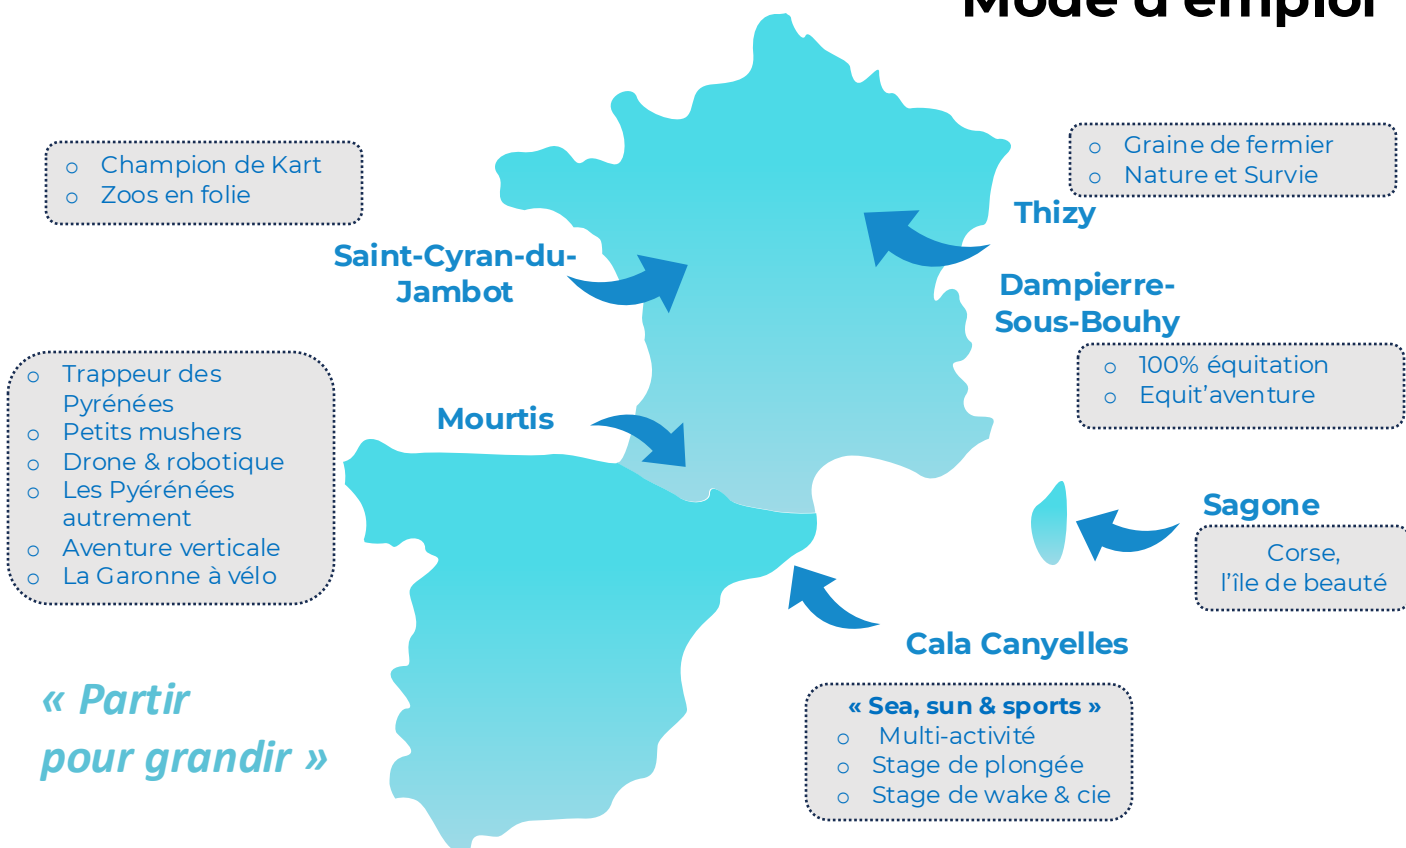 Mode d'emploi
Champion de Kart
Zoos en folie
Saint-Cyran-du-
Jambot
Graine de fermier
Nature et Survie
Thizy
Dampierre-
Sous-Bouhy
100% équitation
Equit’aventure
Trappeur des
Pyrénées
Petits mushers
Drone & robotique
Les Pyérénées
autrement
Aventure verticale
La Garonne à vélo
Mourtis
Sagone
Corse,
l’île de beauté
Cala Canyelles
« Sea, sun & sports »
Multi-activité
Stage de plongée
Stage de wake & cie
« Partir
pour grandir »